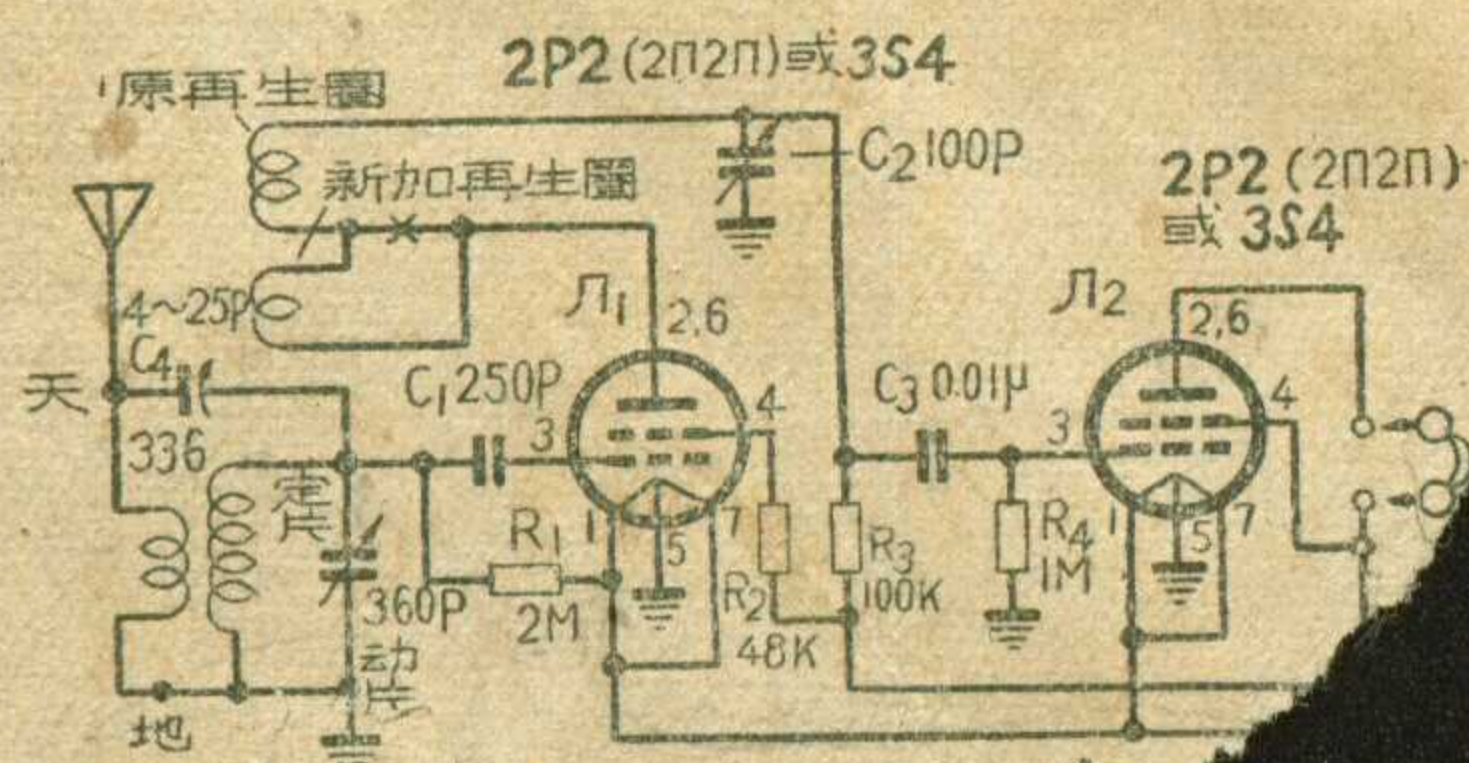 原再生圈
2P2(2П2П)或3S4
新加再生圈
C2 100P
2P2(2П2П)
或 3S4
4~25P
Л1
2,6
Л2
2,6
天
C4
C1 250P
3
4
C3 0.01μ
3
4
336
定片
360P
动片
R1
2M
1
5
7
R2
48K
R3
100K
R4
1M
1
5
7
地